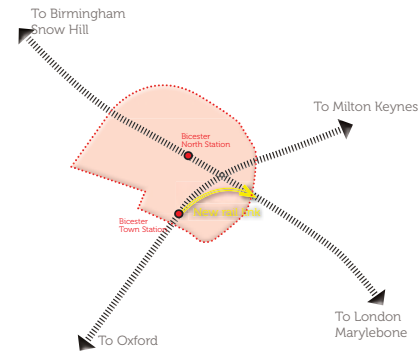 To Birmingham
Snow Hill
To Milton Keynes
Bicester
North Station
New rail link
Bicester
Town Station
To London
Marylebone
To Oxford